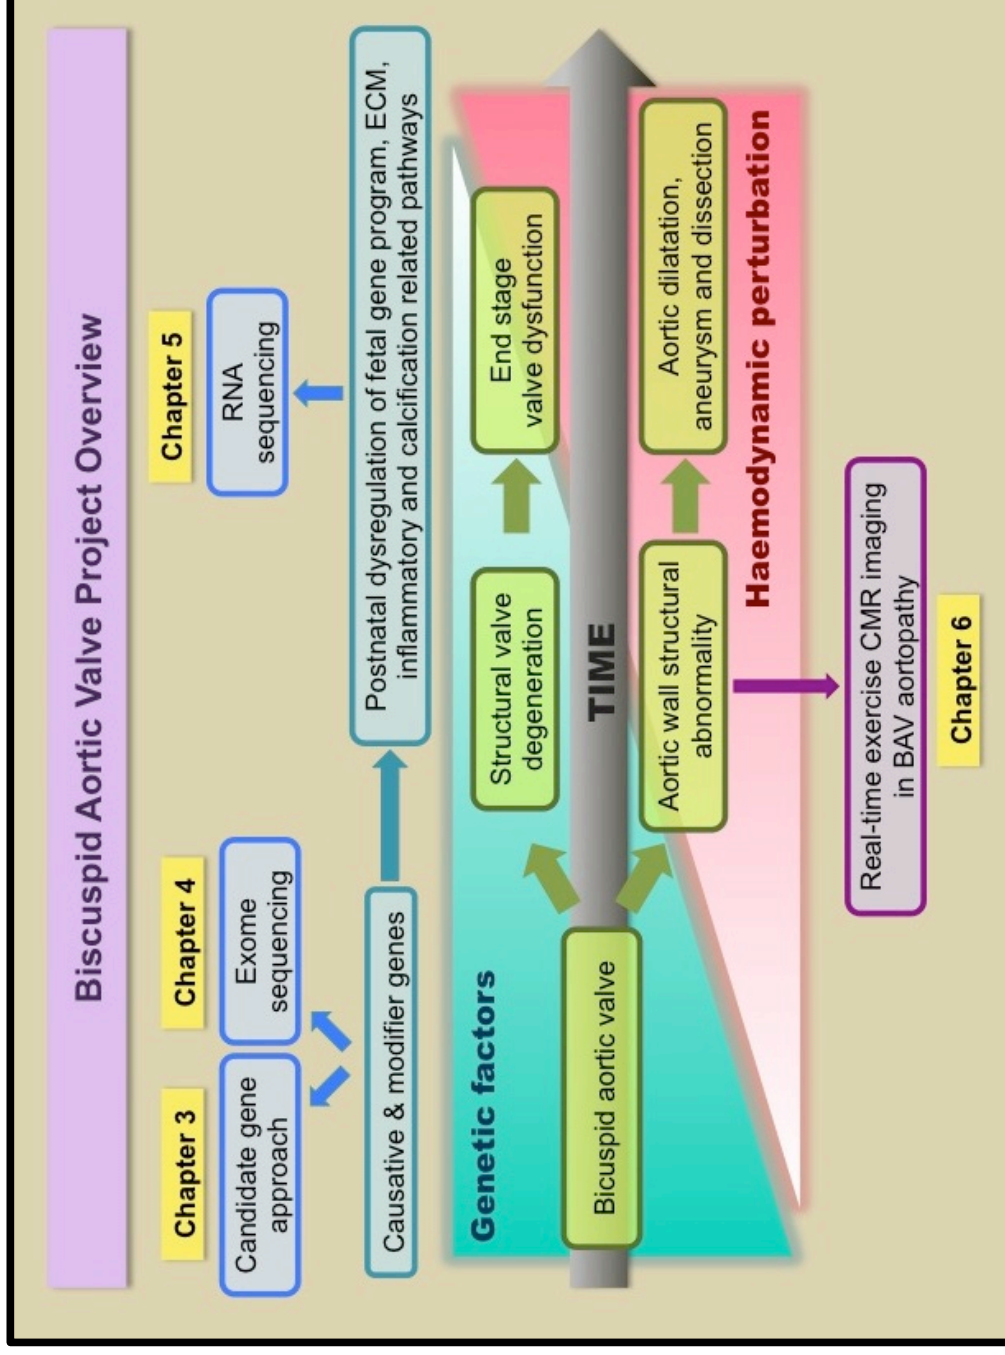 Biscuspid Aortic Valve Project Overview
Chapter 3
Chapter 4
Chapter 5
Candidate gene
approach
Exome
sequencing
RNA
sequencing
Causative & modifier genes
Postnatal dysregulation of fetal gene program, ECM,
inflammatory and calcification related pathways
Genetic factors
Structural valve
degeneration
End stage
valve dysfunction
Bicuspid aortic valve
TIME
Aortic wall structural
abnormality
Aortic dilatation,
aneurysm and dissection
Haemodynamic perturbation
Real-time exercise CMR imaging
in BAV aortopathy
Chapter 6